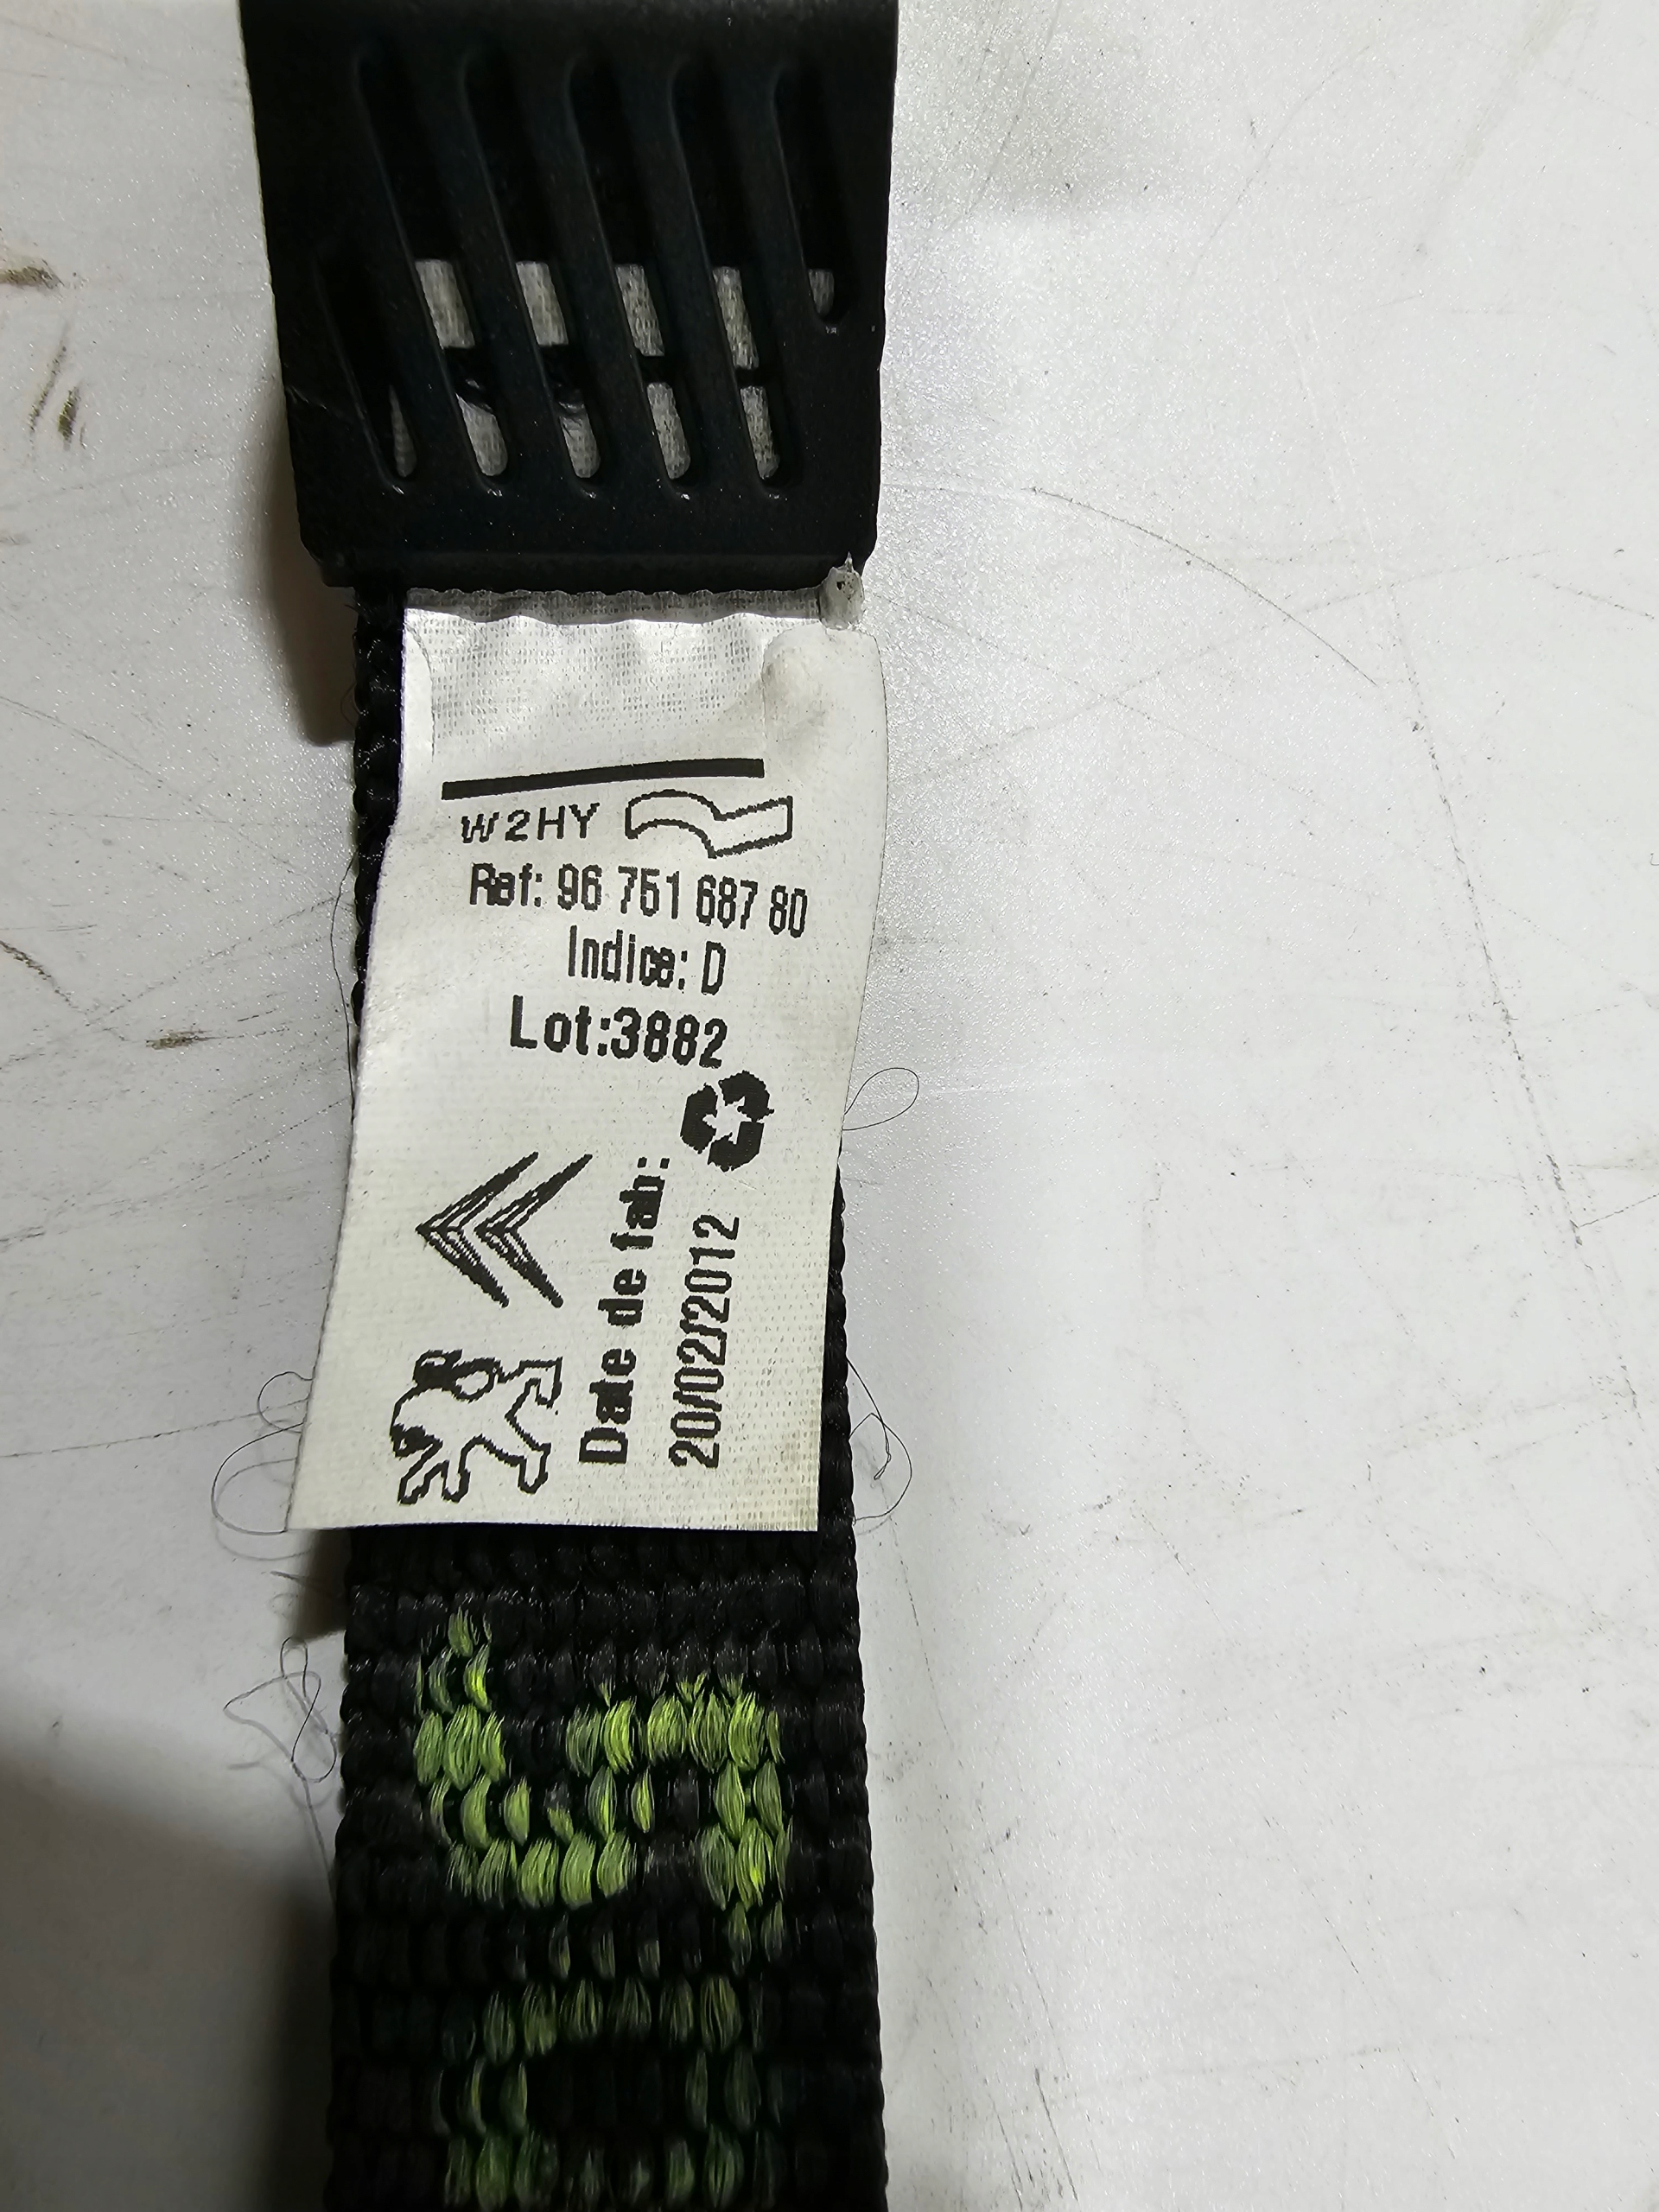 W2HY
Ref: 96 751 687 80
Indice: D
Lot:3882
Date de fab:
20/02/2012